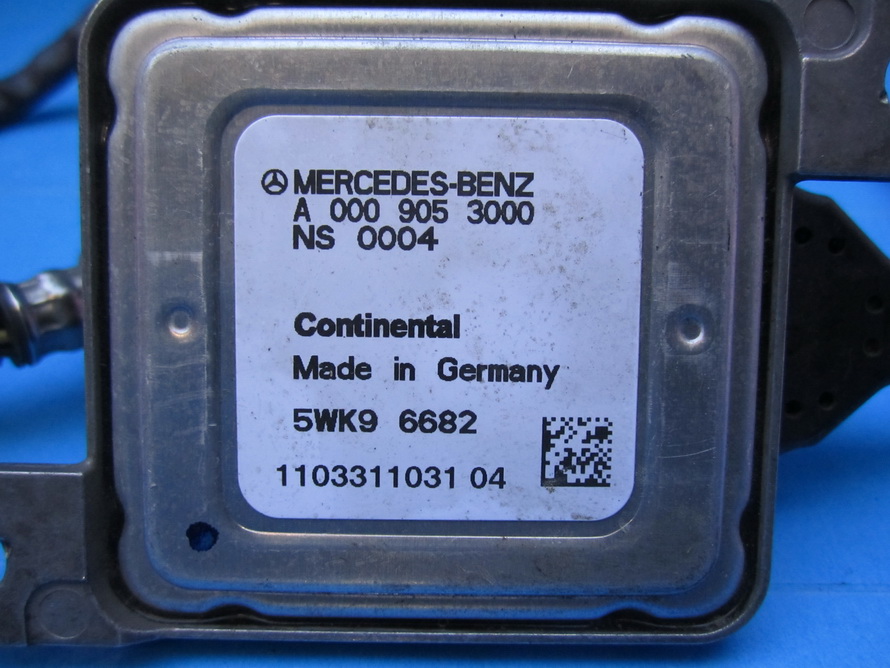 MERCEDES-BENZ
A 000 905 3000
NS 0004
Continental
Made in Germany
5WK9 6682
1103311031 04